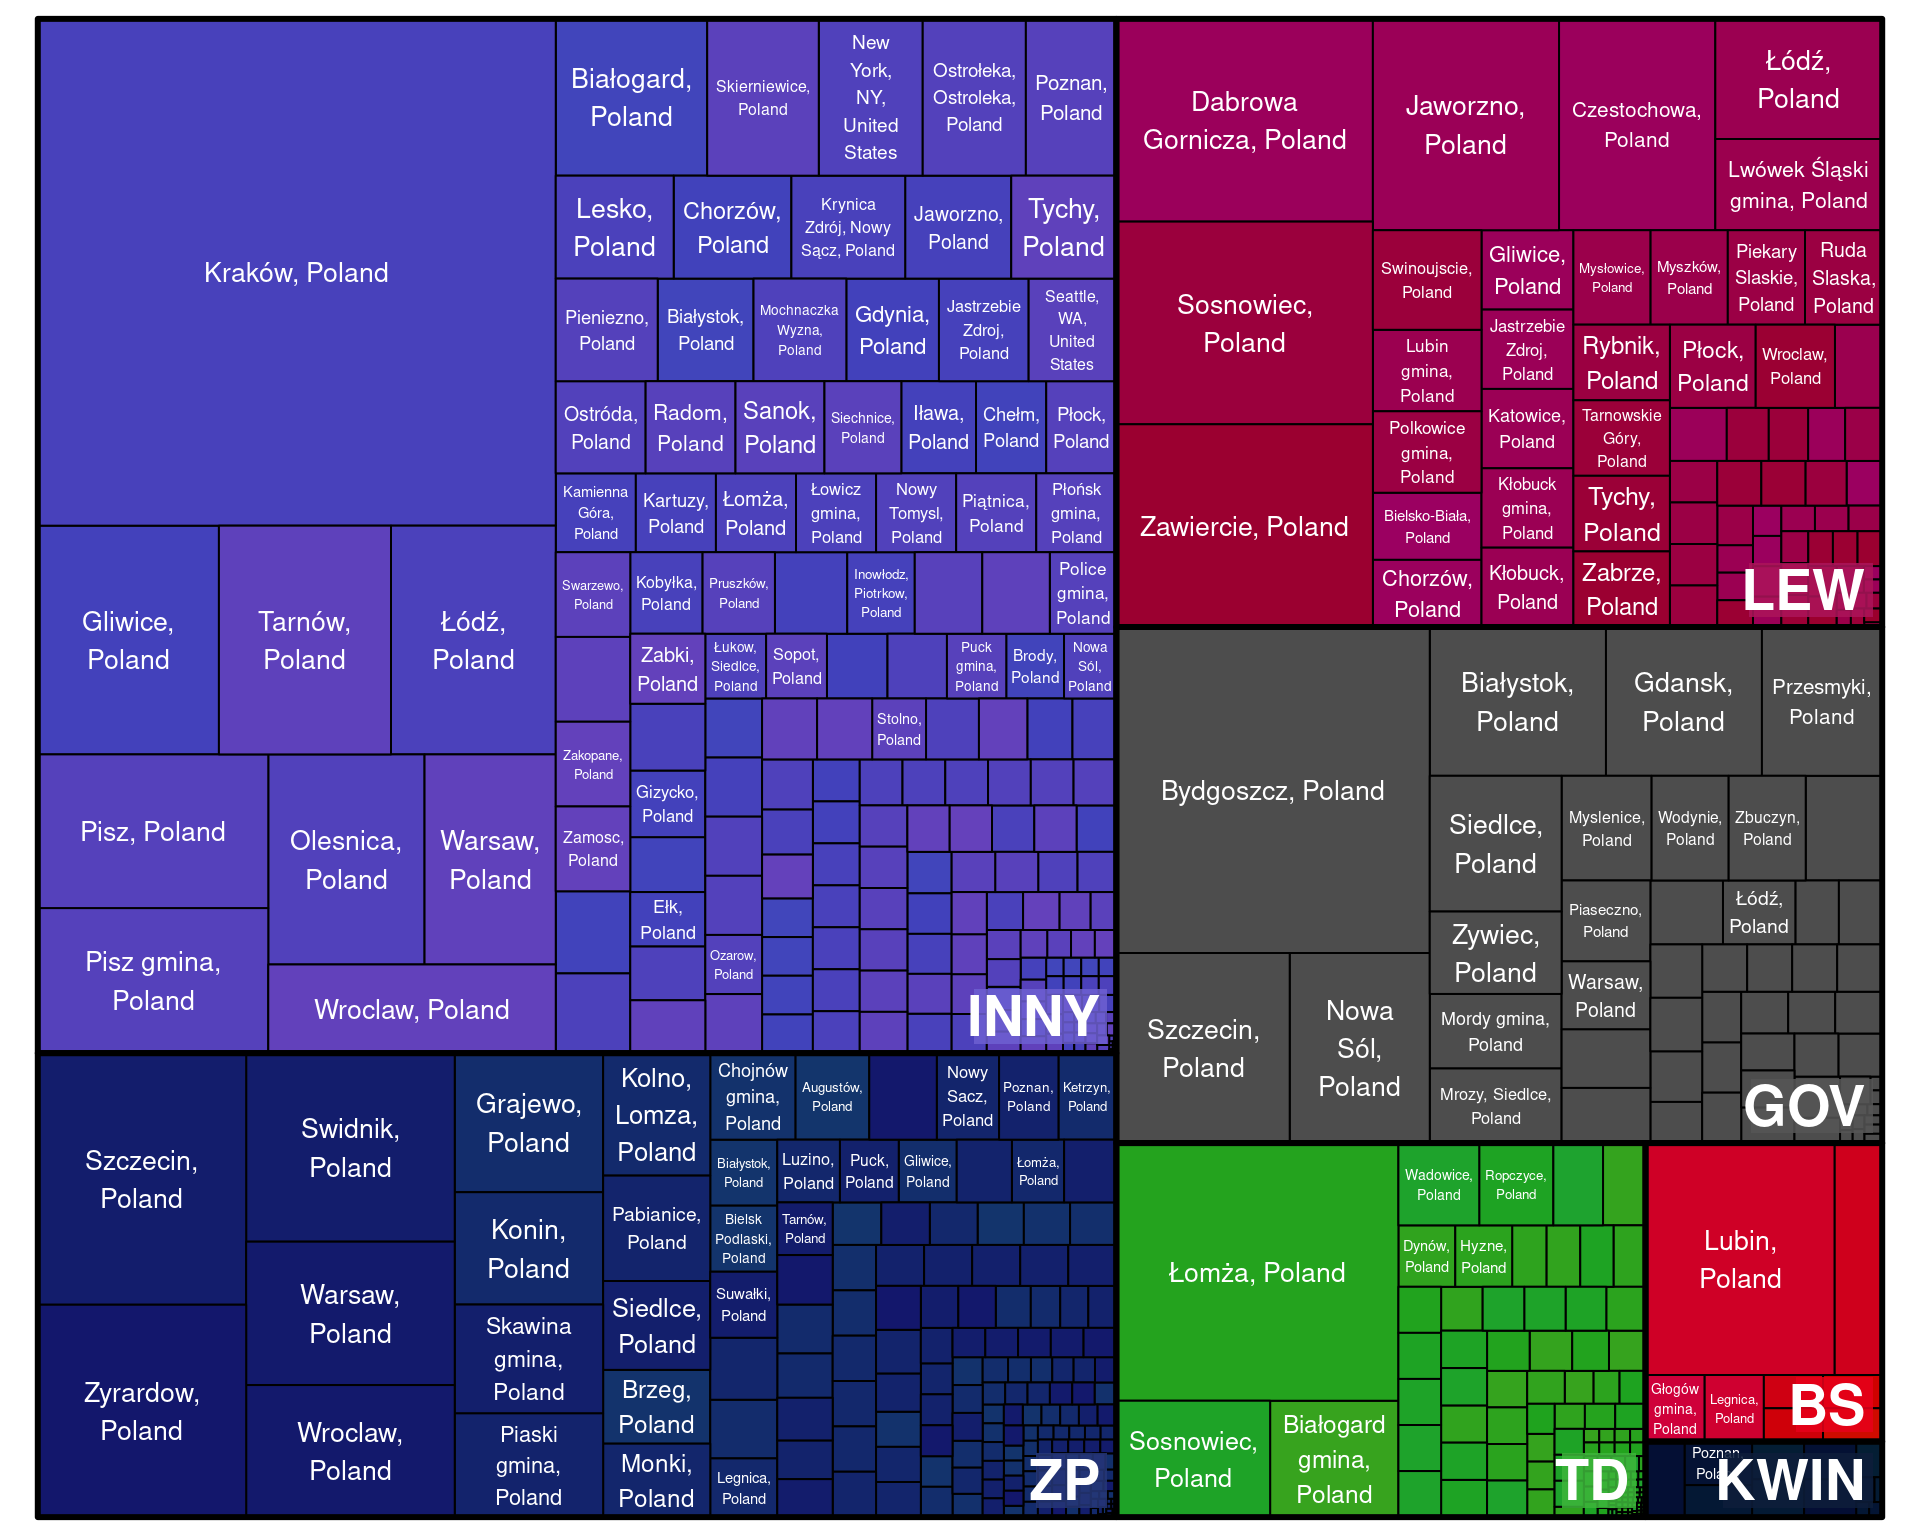 Kraków, Poland
Gliwice,
Poland
Tarnów,
Poland
Łódź,
Poland
Pisz, Poland
Pisz gmina,
Poland
Olesnica,
Poland
Warsaw,
Poland
Wroclaw, Poland
Białogard,
Poland
Skierniewice,
Poland
New
York,
NY,
United
States
Ostrołeka,
Ostroleka,
Poland
Poznan,
Poland
Lesko,
Poland
Chorzów,
Poland
Krynica
Zdrój, Nowy
Sącz, Poland
Jaworzno,
Poland
Tychy,
Poland
Pieniezno,
Poland
Białystok,
Poland
Mochnaczka
Wyzna,
Poland
Gdynia,
Poland
Jastrzebie
Zdroj,
Poland
Seattle,
WA,
United
States
Ostróda,
Poland
Radom,
Poland
Sanok,
Poland
Siechnice,
Poland
Iława,
Poland
Chełm,
Poland
Płock,
Poland
Kamienna
Góra,
Poland
Kartuzy,
Poland
Łomża,
Poland
Łowicz
gmina,
Poland
Nowy
Tomysl,
Poland
Piątnica,
Poland
Płońsk
gmina,
Poland
Swarzewo,
Poland
Kobyłka,
Poland
Pruszków,
Poland
Inowłodz,
Piotrkow,
Poland
Police
gmina,
Poland
Zabki,
Poland
Łukow,
Siedlce,
Poland
Sopot,
Poland
Puck
gmina,
Poland
Brody,
Poland
Nowa
Sól,
Poland
Stolno,
Poland
Zakopane,
Poland
Gizycko,
Poland
Zamosc,
Poland
Ełk,
Poland
Ozarow,
Poland
INNY
Dabrowa
Gornicza, Poland
Sosnowiec,
Poland
Zawiercie, Poland
Jaworzno,
Poland
Czestochowa,
Poland
Łódź,
Poland
Lwówek Śląski
gmina, Poland
Swinoujscie,
Poland
Gliwice,
Poland
Mysłowice,
Poland
Myszków,
Poland
Piekary
Slaskie,
Poland
Ruda
Slaska,
Poland
Jastrzebie
Zdroj,
Poland
Lubin
gmina,
Poland
Rybnik,
Poland
Płock,
Poland
Wroclaw,
Poland
Katowice,
Poland
Tarnowskie
Góry,
Poland
Polkowice
gmina,
Poland
Kłobuck
gmina,
Poland
Tychy,
Poland
Bielsko-Biała,
Poland
Chorzów,
Poland
Kłobuck,
Poland
Zabrze,
Poland
LEW
Bydgoszcz, Poland
Szczecin,
Poland
Nowa
Sól,
Poland
Białystok,
Poland
Gdansk,
Poland
Przesmyki,
Poland
Siedlce,
Poland
Myslenice,
Poland
Wodynie,
Poland
Zbuczyn,
Poland
Zywiec,
Poland
Piaseczno,
Poland
Łódź,
Poland
Warsaw,
Poland
Mordy gmina,
Poland
Mrozy, Siedlce,
Poland
GOV
Szczecin,
Poland
Zyrardow,
Poland
Swidnik,
Poland
Warsaw,
Poland
Wroclaw,
Poland
Grajewo,
Poland
Konin,
Poland
Skawina
gmina,
Poland
Piaski
gmina,
Poland
Kolno,
Lomza,
Poland
Pabianice,
Poland
Siedlce,
Poland
Brzeg,
Poland
Monki,
Poland
Chojnów
gmina,
Poland
Augustów,
Poland
Nowy
Sacz,
Poland
Poznan,
Poland
Ketrzyn,
Poland
Białystok,
Poland
Luzino,
Poland
Puck,
Poland
Gliwice,
Poland
Łomża,
Poland
Bielsk
Podlaski,
Poland
Tarnów,
Poland
Suwałki,
Poland
Legnica,
Poland
ZP
Łomża, Poland
Sosnowiec,
Poland
Białogard
gmina,
Poland
Wadowice,
Poland
Ropczyce,
Poland
Dynów,
Poland
Hyzne,
Poland
TD
Lubin,
Poland
Głogów
gmina,
Poland
Legnica,
Poland
BS
Poznan,
KWIN